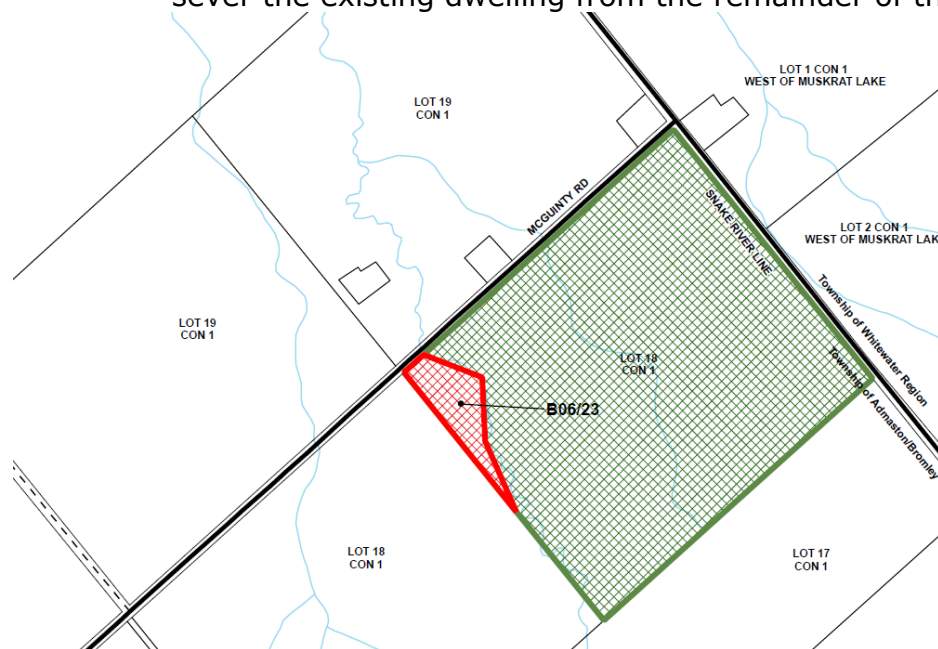 sever the existing dwelling from the remainder of th
LOT 1 CON 1
WEST OF MUSKRAT LAKE
LOT 19
CON 1
MCGUINTY RD
SNAKE RIVER LINE
LOT 2 CON 1
WEST OF MUSKRAT LAK
Township of Whitewater Region
Township of Admaston/Bromley
LOT 19
CON 1
LOT 18
CON 1
B06/23
LOT 18
CON 1
LOT 17
CON 1